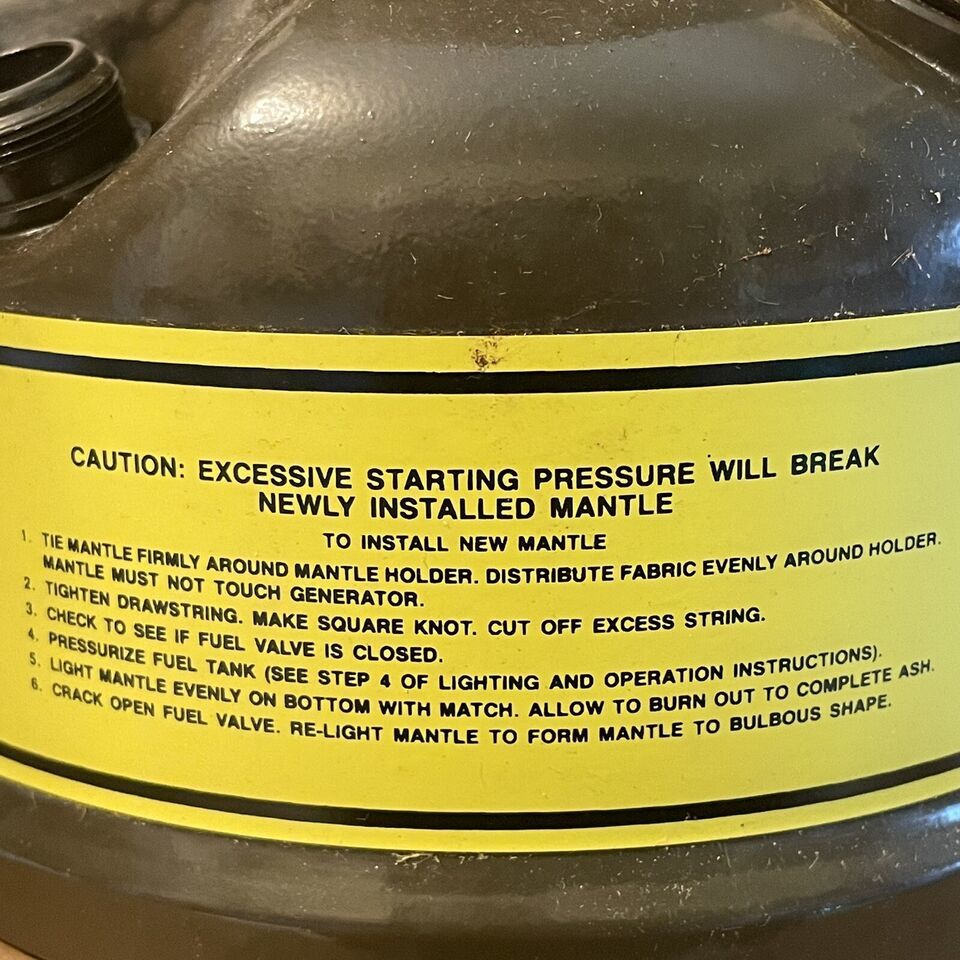 CAUTION: EXCESSIVE STARTING PRESSURE WILL BREAK
NEWLY INSTALLED MANTLE
TO INSTALL NEW MANTLE
1. TIE MANTLE FIRMLY AROUND MANTLE HOLDER. DISTRIBUTE FABRIC EVENLY AROUND HOLDER.
MANTLE MUST NOT TOUCH GENERATOR.
2. TIGHTEN DRAWSTRING. MAKE SQUARE KNOT. CUT OFF EXCESS STRING.
3. CHECK TO SEE IF FUEL VALVE IS CLOSED.
4. PRESSURIZE FUEL TANK (SEE STEP 4 OF LIGHTING AND OPERATION INSTRUCTIONS).
5. LIGHT MANTLE EVENLY ON BOTTOM WITH MATCH. ALLOW TO BURN OUT TO COMPLETE ASH.
6. CRACK OPEN FUEL VALVE. RE-LIGHT MANTLE TO FORM MANTLE TO BULBOUS SHAPE.